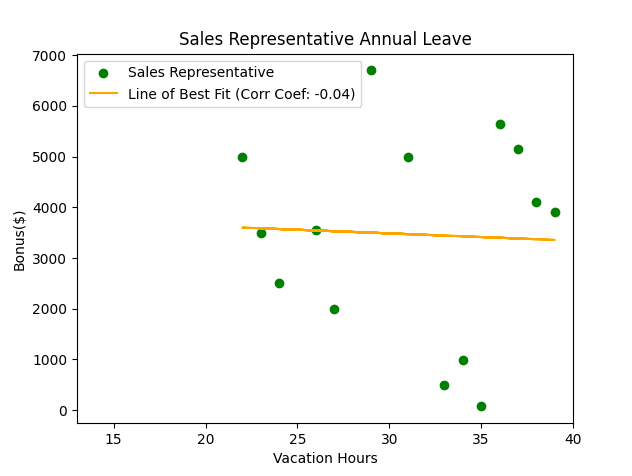 Sales Representative Annual Leave
Sales Representative
Line of Best Fit (Corr Coef: -0.04)
7000
6000
5000
4000
3000
2000
1000
0
Bonus($)
15
20
25
30
35
40
Vacation Hours